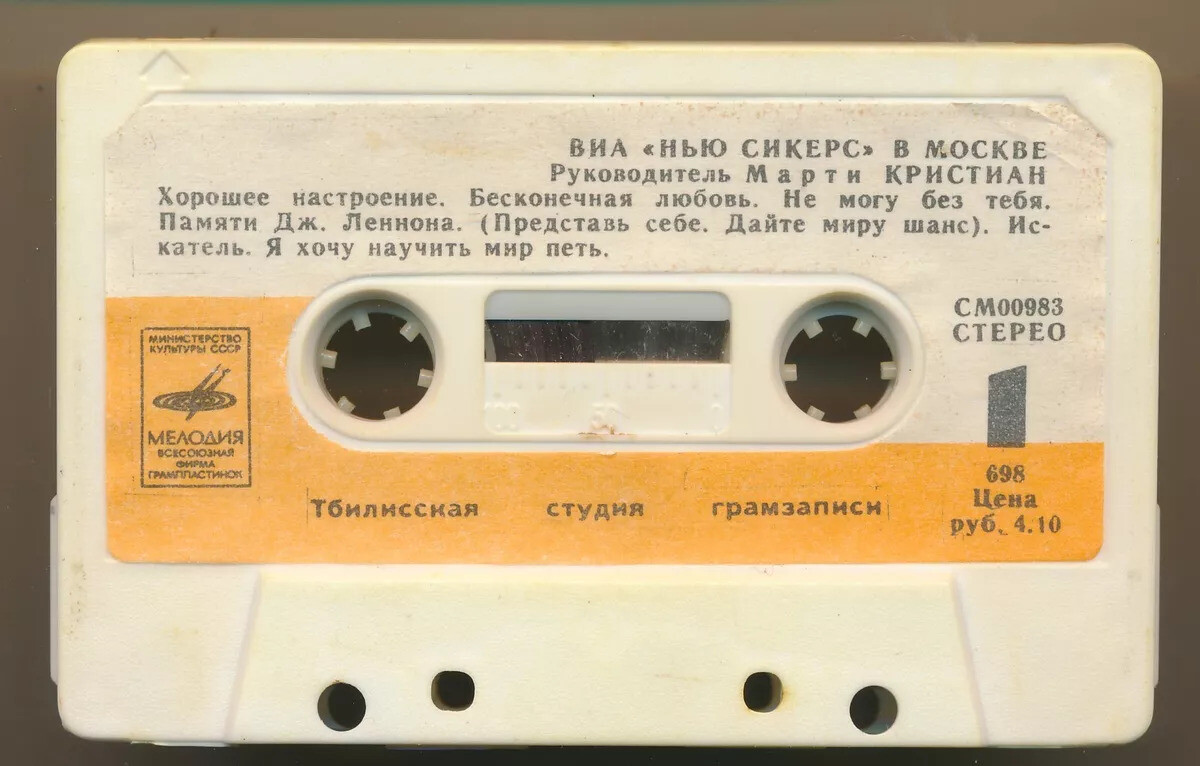 ВИА «НЬЮ СИКЕРС» В МОСКВЕ
Руководитель Марти КРИСТИАН
Хорошее настроение. Бесконечная любовь. Не могу без тебя.
Памяти Дж. Леннона. (Представь себе. Дайте миру шанс). Ис-
катель. Я хочу научить мир петь.
СМ00983
СТЕРЕО
1
МИНИСТЕРСТВО
КУЛЬТУРЫ СССР
МЕЛОДИЯ
ВСЕСОЮЗНАЯ
ФИРМА
ГРАМПЛАСТИНОК
Тбилисская студия грамзаписи
698
Цена
руб. 4.10